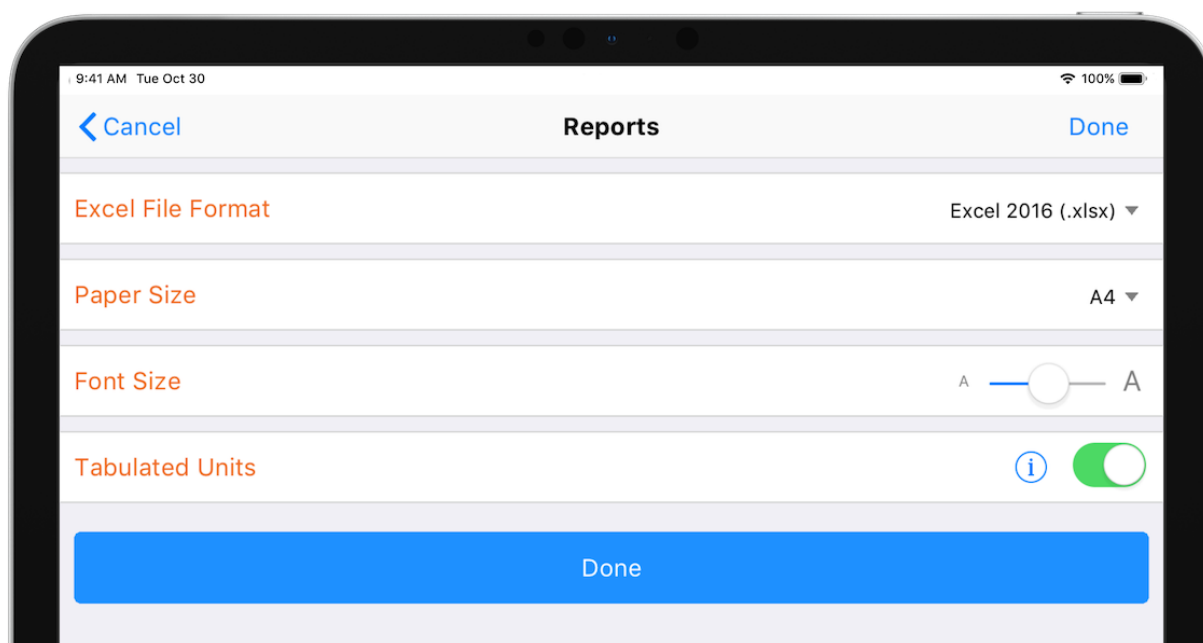 9:41 AM Tue Oct 30 100%
Cancel Reports Done
Excel File Format Excel 2016 (.xlsx)
Paper Size A4
Font Size A A
Tabulated Units i
Done